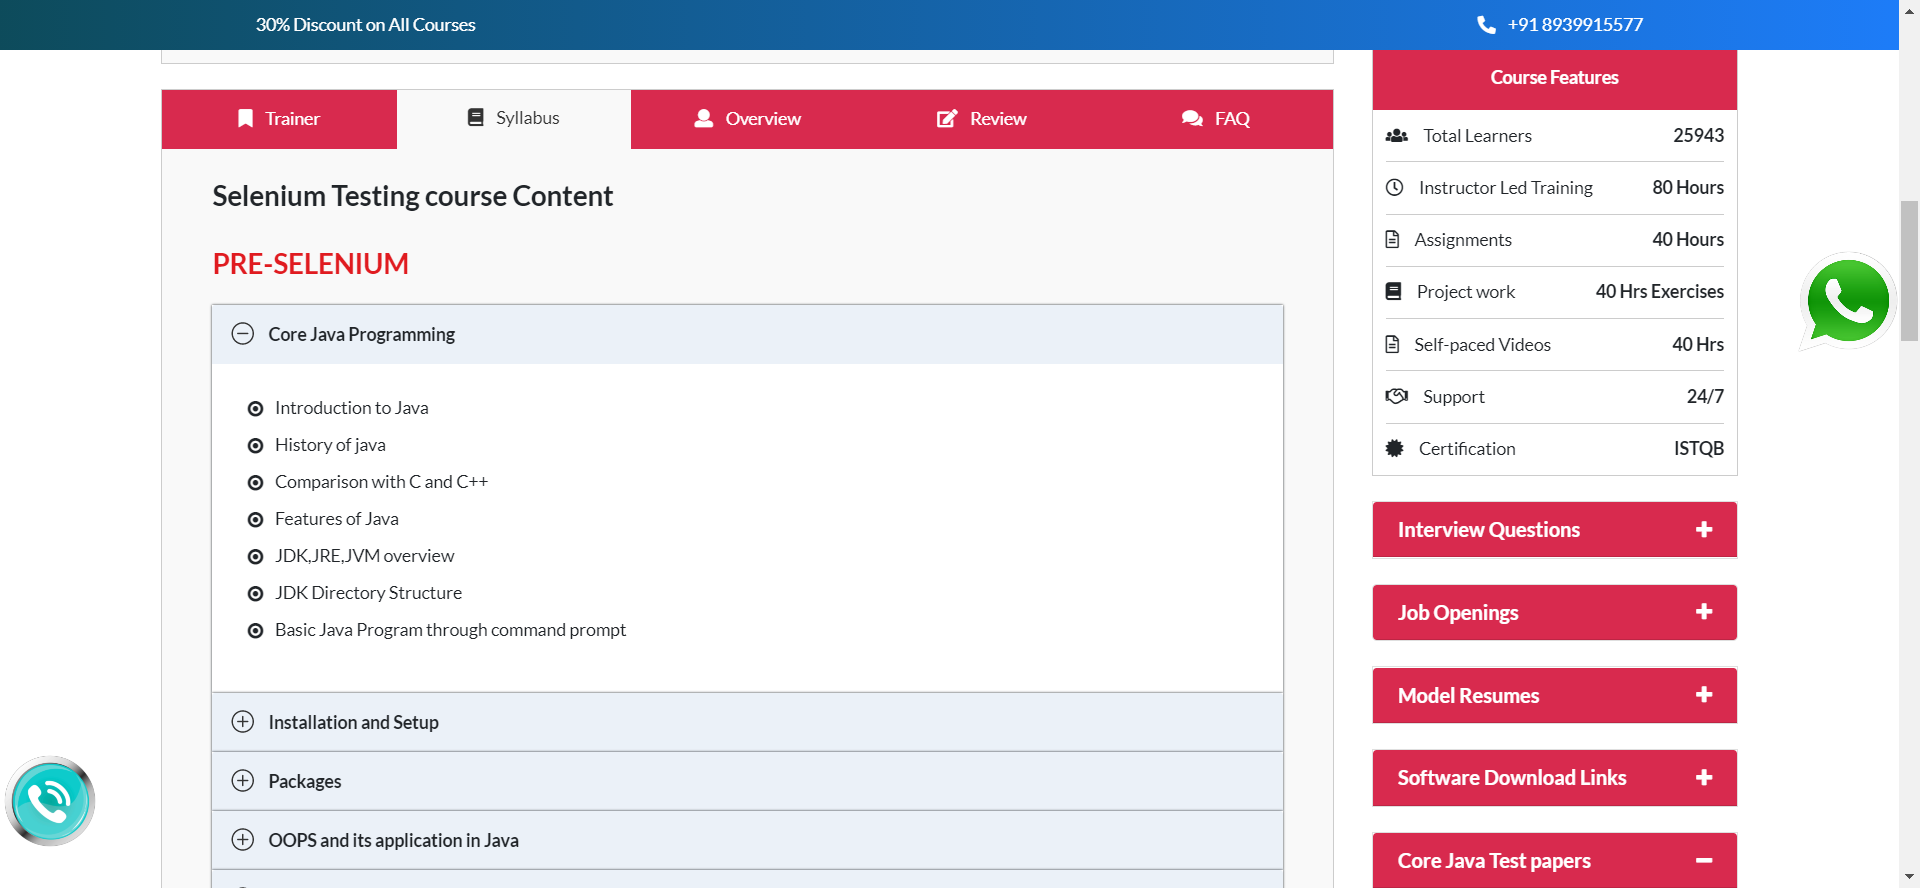 30% Discount on All Courses
+91 8939915577
Trainer
Syllabus
Overview
Review
FAQ
Selenium Testing course Content
PRE-SELENIUM
Core Java Programming
Introduction to Java
History of java
Comparison with C and C++
Features of Java
JDK,JRE,JVM overview
JDK Directory Structure
Basic Java Program through command prompt
Installation and Setup
Packages
OOPS and its application in Java
Course Features
Total Learners 25943
Instructor Led Training 80 Hours
Assignments 40 Hours
Project work 40 Hrs Exercises
Self-paced Videos 40 Hrs
Support 24/7
Certification ISTQB
Interview Questions
Job Openings
Model Resumes
Software Download Links
Core Java Test papers